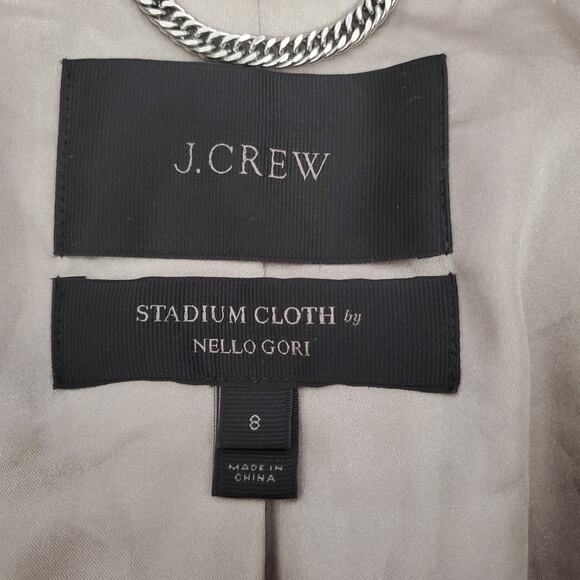 J.CREW
STADIUM CLOTH by
NELLO GORI
8
MADE IN
CHINA